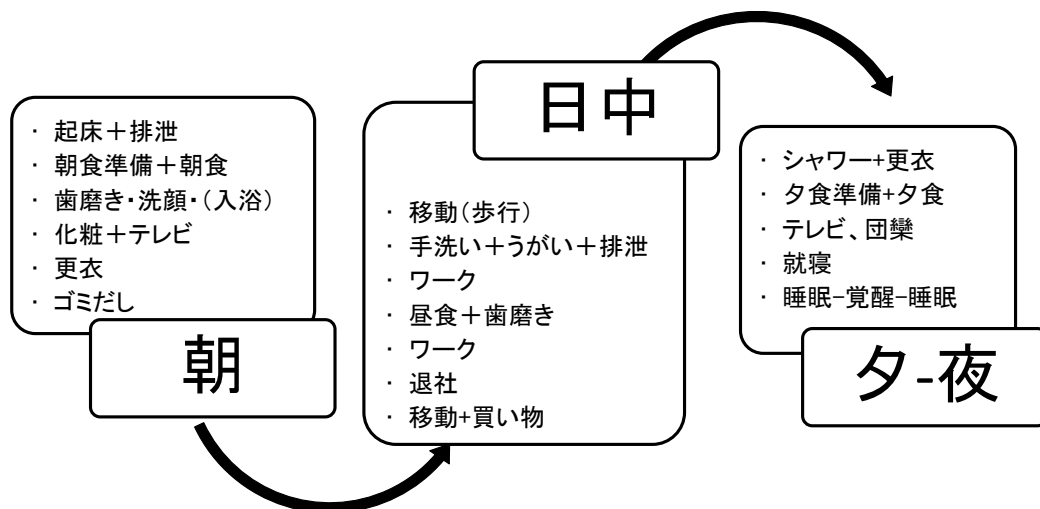 · 起床＋排泄
· 朝食準備＋朝食
· 歯磨き・洗顔・（入浴）
· 化粧＋テレビ
· 更衣
· ゴミだし
朝
日中
· 移動（歩行）
· 手洗い＋うがい＋排泄
· ワーク
· 昼食＋歯磨き
· ワーク
· 退社
· 移動+買い物
· シャワー+更衣
· 夕食準備+夕食
· テレビ、団欒
· 就寝
· 睡眠-覚醒-睡眠
夕-夜